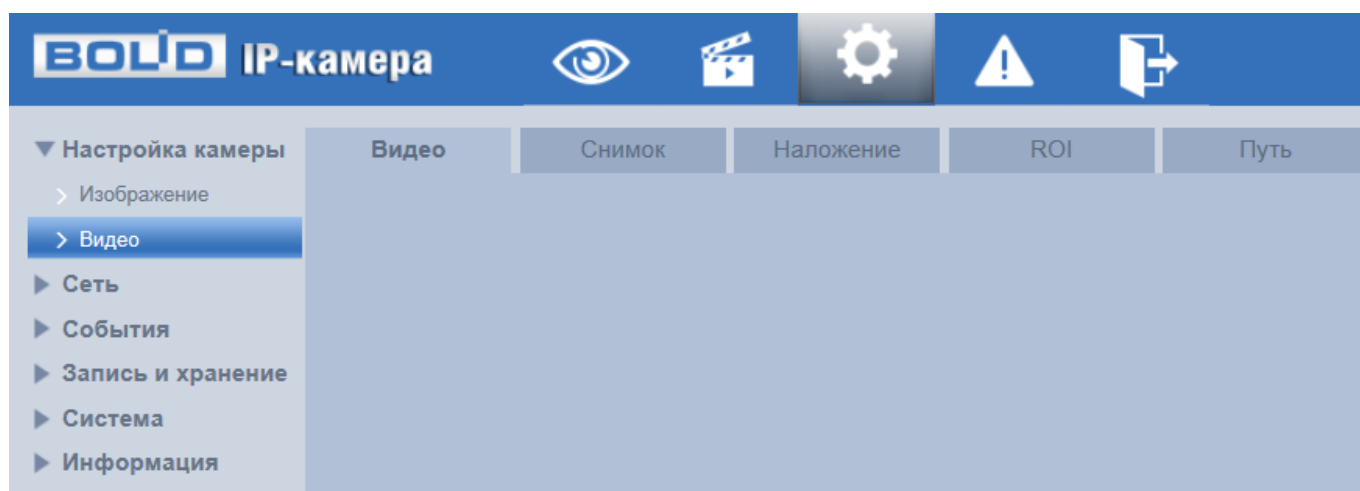 BOLID IP-камера
Настройка камеры
Видео
Снимок
Наложение
ROI
Путь
Изображение
Видео
Сеть
События
Запись и хранение
Система
Информация